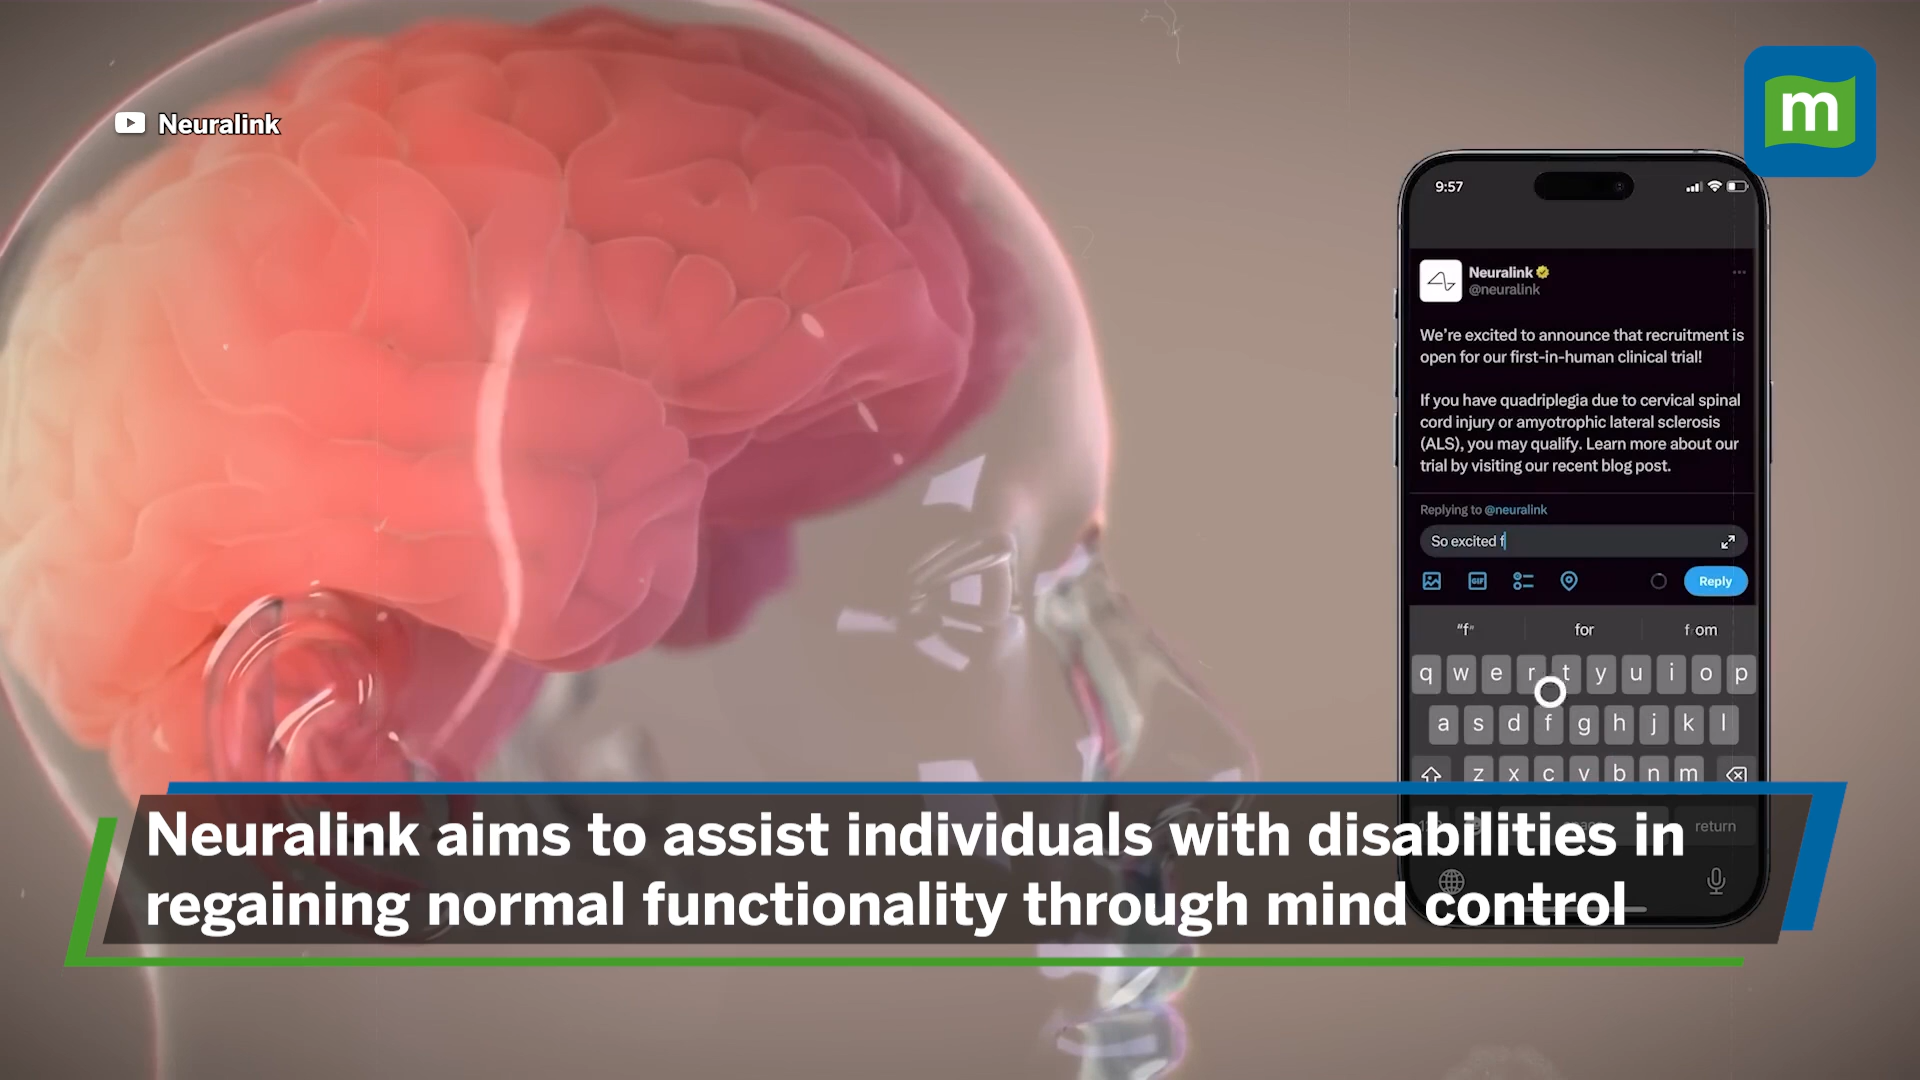 Neuralink
m
9:57
Neuralink
@neuralink
We're excited to announce that recruitment is
open for our first-in-human clinical trial!
If you have quadriplegia due to cervical spinal
cord injury or amyotrophic lateral sclerosis
(ALS), you may qualify. Learn more about our
trial by visiting our recent blog post.
Replying to @neuralink
So excited f
GIF
Reply
"f" for from
q w e r t y u i o p
a s d f g h j k l
z x c v b n m
return
Neuralink aims to assist individuals with disabilities in
regaining normal functionality through mind control